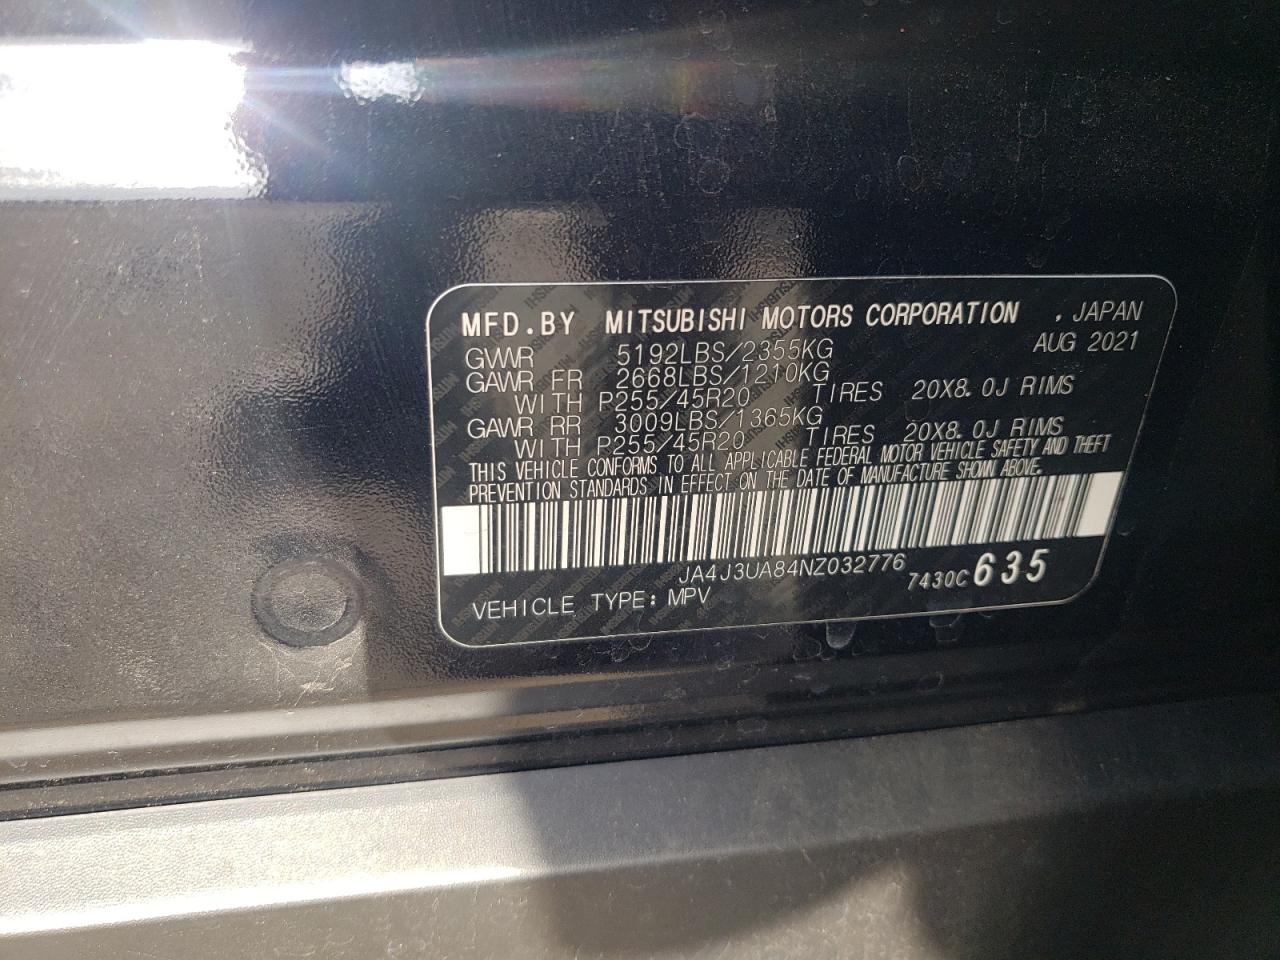 MFD.BY MITSUBISHI MOTORS CORPORATION , JAPAN
AUG 2021
GVWR 5192LBS/2355KG
GAWR FR 2668LBS/1210KG
WITH P255/45R20 TIRES 20X8.0J RIMS
GAWR RR 3009LBS/1365KG
WITH P255/45R20 TIRES 20X8.0J RIMS
THIS VEHICLE CONFORMS TO ALL APPLICABLE FEDERAL MOTOR VEHICLE SAFETY AND THEFT
PREVENTION STANDARDS IN EFFECT ON THE DATE OF MANUFACTURE SHOWN ABOVE.
JA4J3UA84NZ032776
7430C 635
VEHICLE TYPE: MPV